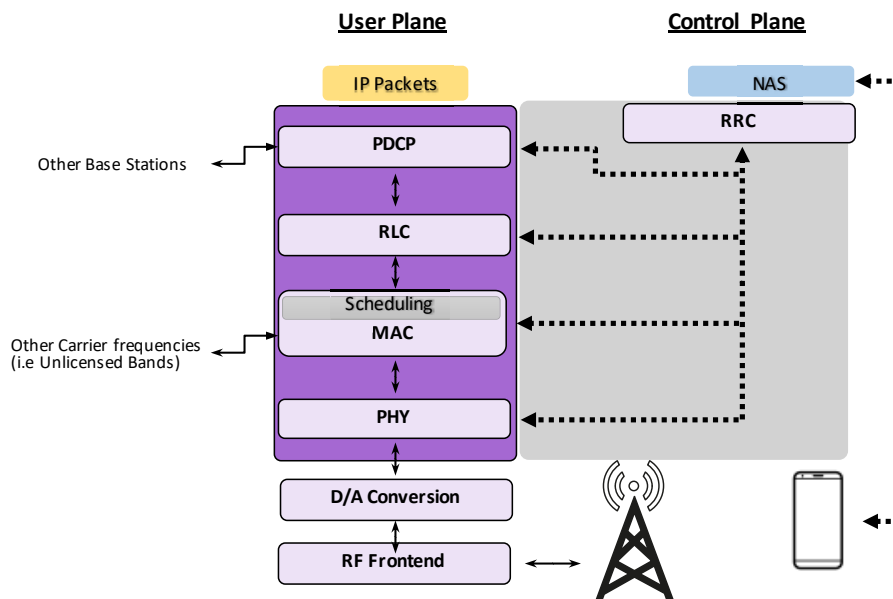 User Plane
Control Plane
IP Packets
NAS
RRC
PDCP
Other Base Stations
RLC
Scheduling
MAC
Other Carrier frequencies
(i.e Unlicensed Bands)
PHY
D/A Conversion
RF Frontend